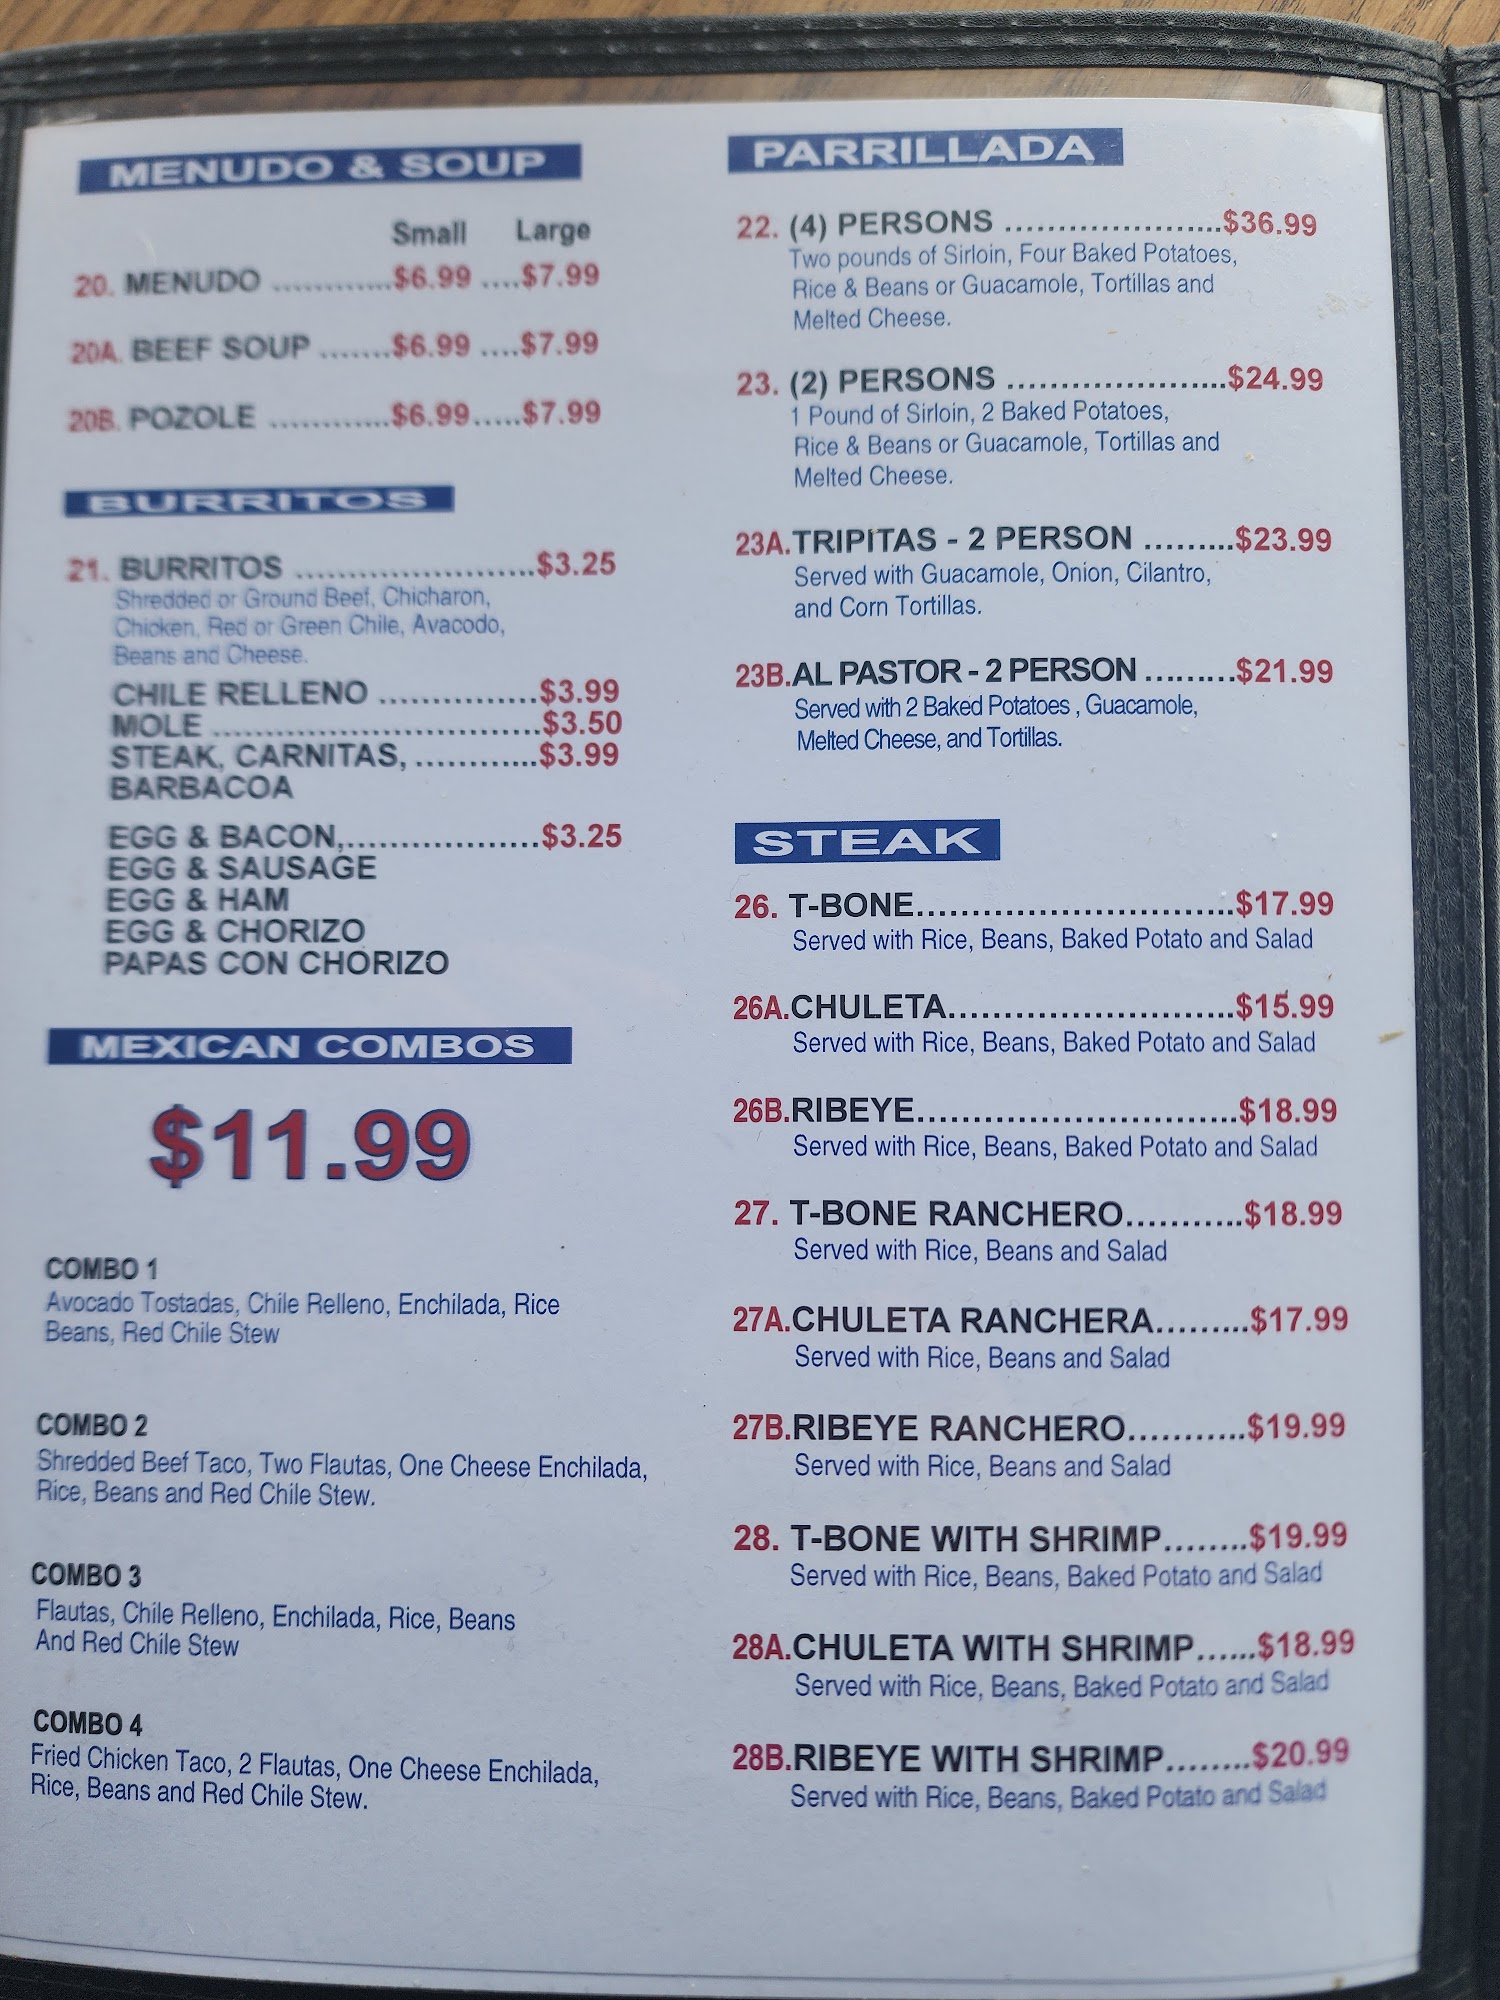 MENUDO & SOUP
Small Large
20. MENUDO ............$6.99 ....$7.99
20A. BEEF SOUP .......$6.99 ....$7.99
20B. POZOLE ............$6.99.....$7.99
BURRITOS
21. BURRITOS ......................$3.25
Shredded or Ground Beef, Chicharon,
Chicken, Red or Green Chile, Avacodo,
Beans and Cheese.
CHILE RELLENO ..............$3.99
MOLE ..............................$3.50
STEAK, CARNITAS, ...........$3.99
BARBACOA
EGG & BACON,..................$3.25
EGG & SAUSAGE
EGG & HAM
EGG & CHORIZO
PAPAS CON CHORIZO
MEXICAN COMBOS
$11.99
COMBO 1
Avocado Tostadas, Chile Relleno, Enchilada, Rice
Beans, Red Chile Stew
COMBO 2
Shredded Beef Taco, Two Flautas, One Cheese Enchilada,
Rice, Beans and Red Chile Stew.
COMBO 3
Flautas, Chile Relleno, Enchilada, Rice, Beans
And Red Chile Stew
COMBO 4
Fried Chicken Taco, 2 Flautas, One Cheese Enchilada,
Rice, Beans and Red Chile Stew.
PARRILLADA
22. (4) PERSONS ....................$36.99
Two pounds of Sirloin, Four Baked Potatoes,
Rice & Beans or Guacamole, Tortillas and
Melted Cheese.
23. (2) PERSONS ....................$24.99
1 Pound of Sirloin, 2 Baked Potatoes,
Rice & Beans or Guacamole, Tortillas and
Melted Cheese.
23A.TRIPITAS - 2 PERSON .........$23.99
Served with Guacamole, Onion, Cilantro,
and Corn Tortillas.
23B.AL PASTOR - 2 PERSON .........$21.99
Served with 2 Baked Potatoes , Guacamole,
Melted Cheese, and Tortillas.
STEAK
26. T-BONE.............................$17.99
Served with Rice, Beans, Baked Potato and Salad
26A.CHULETA..........................$15.99
Served with Rice, Beans, Baked Potato and Salad
26B.RIBEYE.............................$18.99
Served with Rice, Beans, Baked Potato and Salad
27. T-BONE RANCHERO...........$18.99
Served with Rice, Beans and Salad
27A.CHULETA RANCHERA.........$17.99
Served with Rice, Beans and Salad
27B.RIBEYE RANCHERO...........$19.99
Served with Rice, Beans and Salad
28. T-BONE WITH SHRIMP........$19.99
Served with Rice, Beans, Baked Potato and Salad
28A.CHULETA WITH SHRIMP......$18.99
Served with Rice, Beans, Baked Potato and Salad
28B.RIBEYE WITH SHRIMP........$20.99
Served with Rice, Beans, Baked Potato and Salad